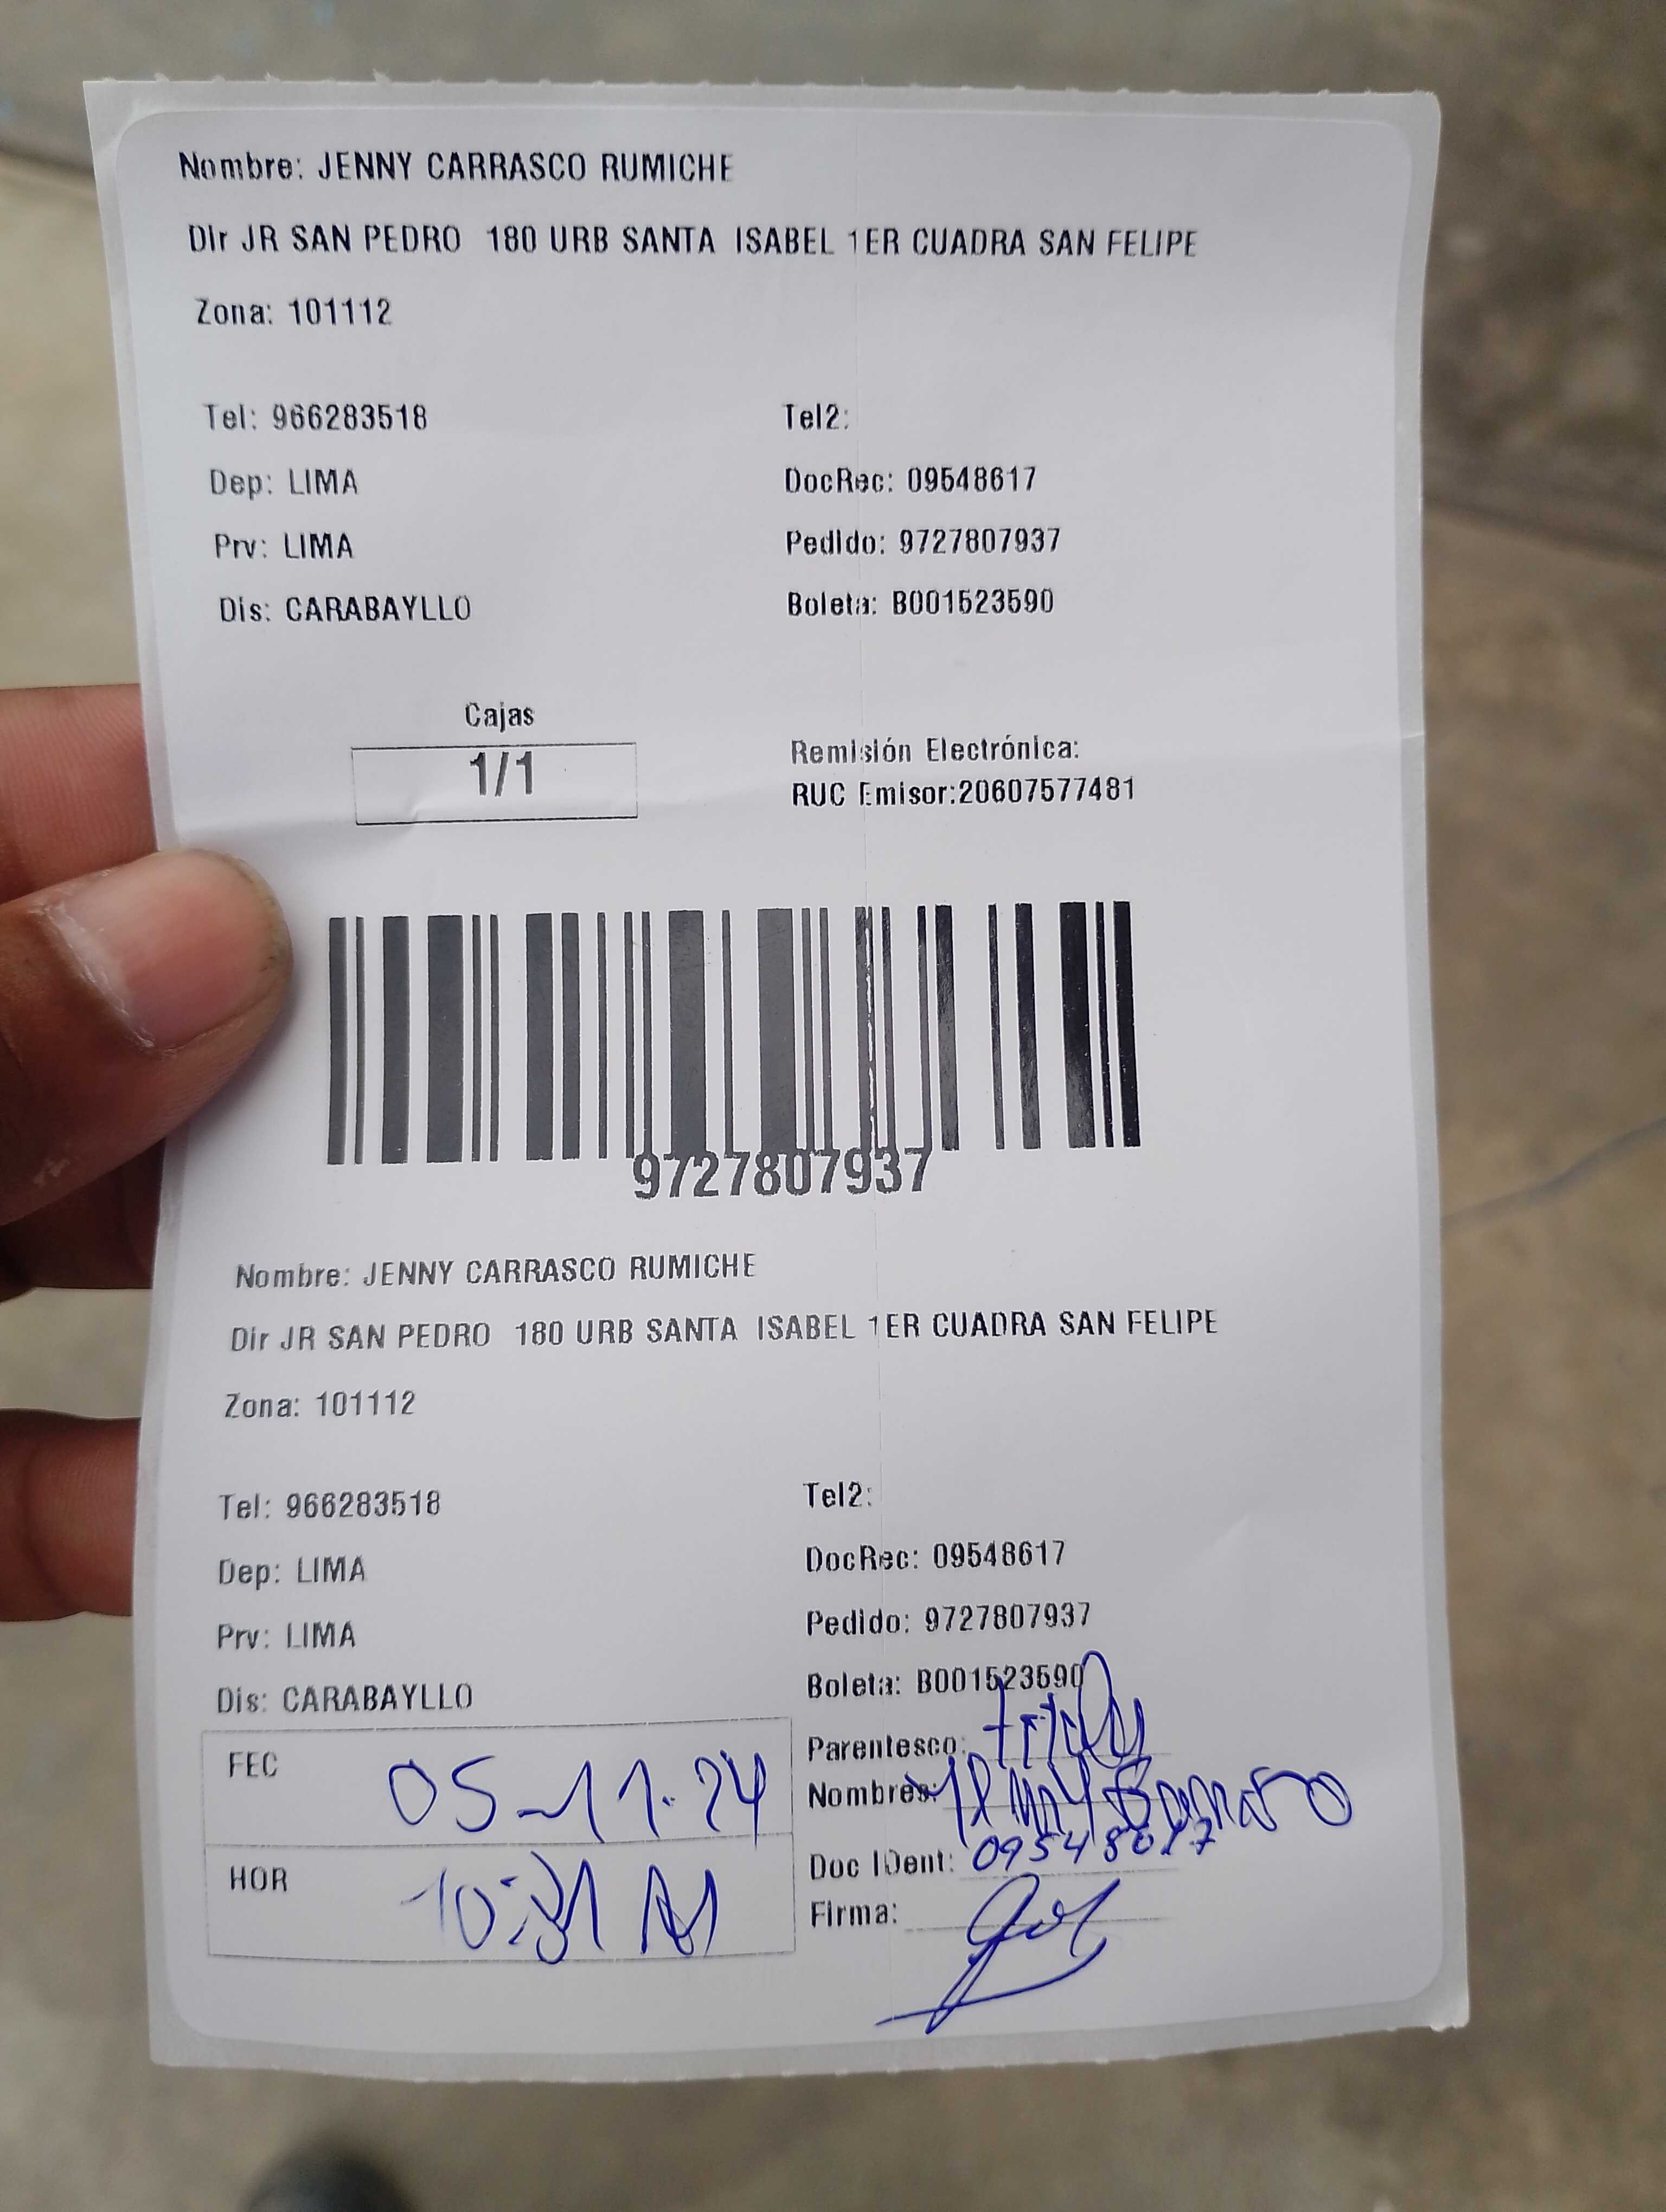 Nombre: JENNY CARRASCO RUMICHE
Dir JR SAN PEDRO 180 URB SANTA ISABEL 1ER CUADRA SAN FELIPE
Zona: 101112
Tel: 966283518 Tel2:
Dep: LIMA DocRec: 09548617
Prv: LIMA Pedido: 9727807937
Dis: CARABAYLLO Boleta: B001523590
Cajas
1/1
Remisión Electrónica:
RUC Emisor:20607577481
9727807937
Nombre: JENNY CARRASCO RUMICHE
Dir JR SAN PEDRO 180 URB SANTA ISABEL 1ER CUADRA SAN FELIPE
Zona: 101112
Tel: 966283518 Tel2:
Dep: LIMA DocRec: 09548617
Prv: LIMA Pedido: 9727807937
Dis: CARABAYLLO Boleta: B001523590
FEC 05-11-24
HOR
Parentesco:
Nombres:
Doc IDent: 09548617
Firma: